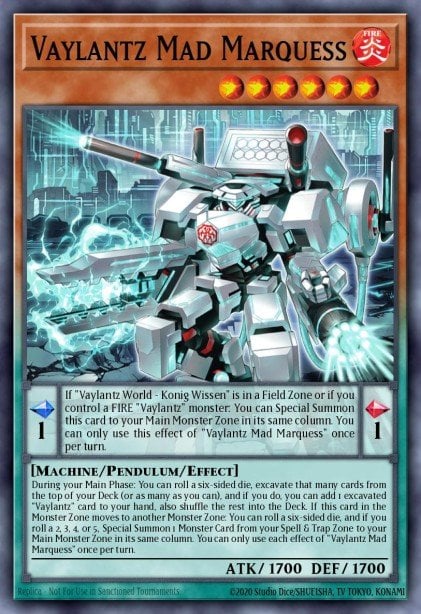 VAYLANTZ MAD MARQUESS
FIRE
炎
If "Vaylantz World - Konig Wissen" is in a Field Zone or if you
control a FIRE "Vaylantz" monster: You can Special Summon
this card to your Main Monster Zone in its same column. You
can only use this effect of "Vaylantz Mad Marquess" once
per turn.
1
1
[MACHINE/PENDULUM/EFFECT]
During your Main Phase: You can roll a six-sided die, excavate that many cards from
the top of your Deck (or as many as you can), and if you do, you can add 1 excavated
"Vaylantz" card to your hand, also shuffle the rest into the Deck. If this card in the
Monster Zone moves to another Monster Zone: You can roll a six-sided die, and if you
roll a 2, 3, 4, or 5, Special Summon 1 Monster Card from your Spell & Trap Zone to your
Main Monster Zone in its same column. You can only use each effect of "Vaylantz Mad
Marquess" once per turn.
ATK/ 1700 DEF/ 1700
Replica - Not For Use in Sanctioned Tournaments
©2020 Studio Dice/SHUEISHA, TV TOKYO, KONAMI